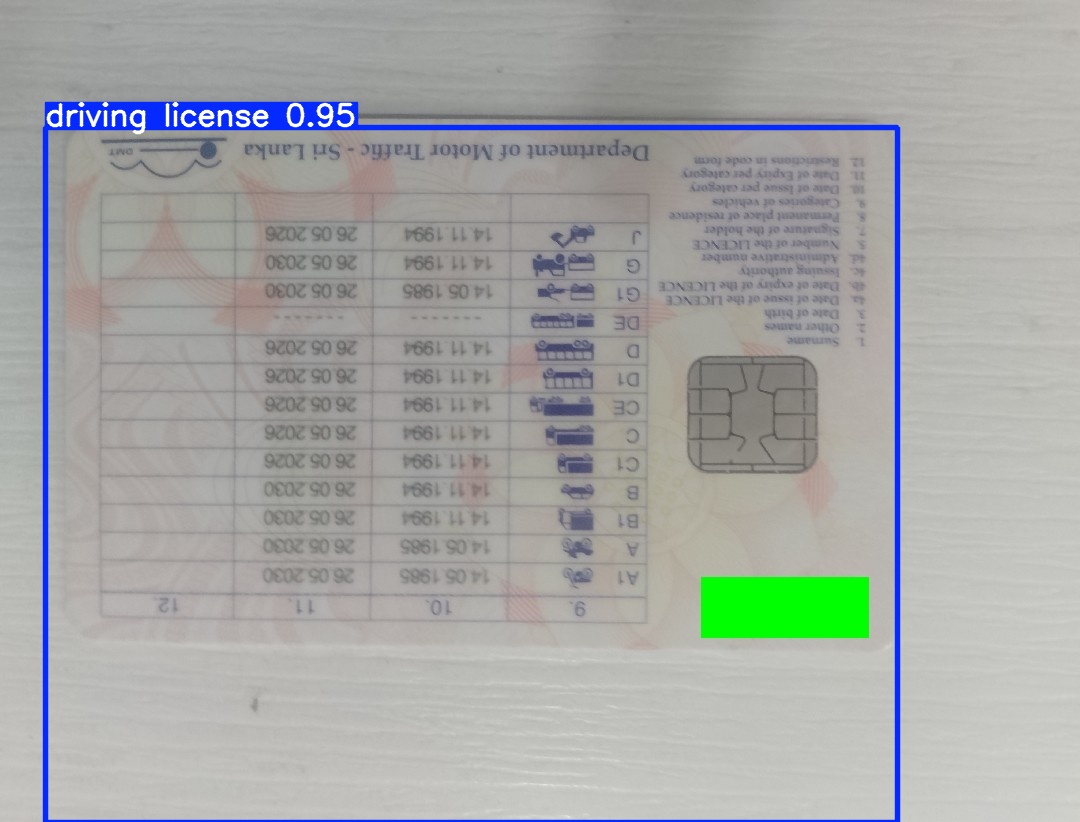 driving license 0.95
9. 10. 11. 12.
A1 14.05.1985 26.05.2030
A 14.05.1985 26.05.2030
B1 14.11.1994 26.05.2030
B 14.11.1994 26.05.2030
C1 14.11.1994 26.05.2026
C 14.11.1994 26.05.2026
CE 14.11.1994 26.05.2026
D1 14.11.1994 26.05.2026
D 14.11.1994 26.05.2026
DE ------- -------
G1 14.05.1985 26.05.2030
G 14.11.1994 26.05.2030
J 14.11.1994 26.05.2026
1. Surname
2. Other names
3. Date of birth
4a. Date of issue of the LICENCE
4b. Date of expiry of the LICENCE
4c. Issuing authority
4d. Administrative number
5. Number of the LICENCE
7. Signature of the holder
8. Permanent place of residence
9. Categories of vehicles
10. Date of Issue per category
11. Date of Expiry per category
12. Restrictions in code form
Department of Motor Traffic - Sri Lanka
DMT